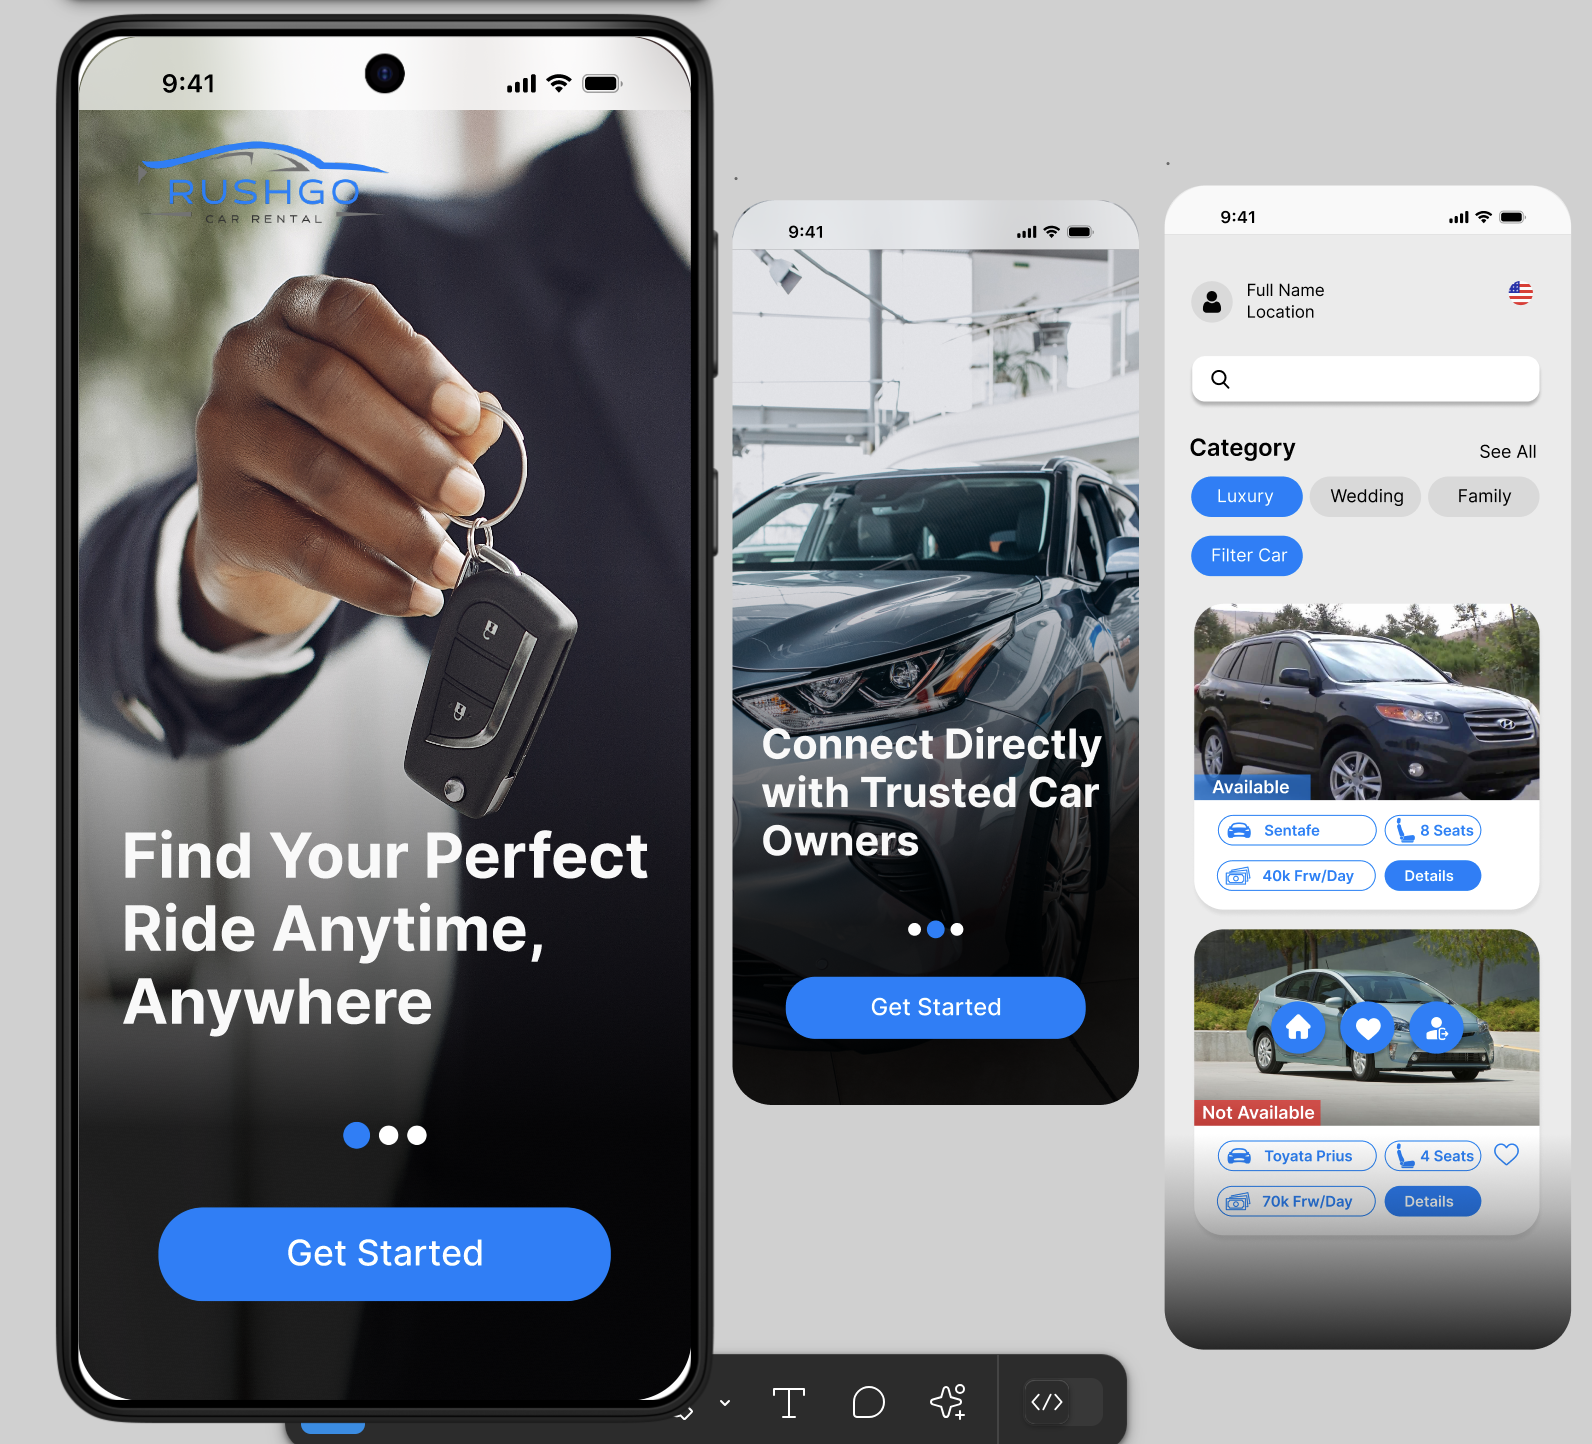 9:41
RUSHGO
CAR RENTAL
Find Your Perfect
Ride Anytime,
Anywhere
Get Started
9:41
Connect Directly
with Trusted Car
Owners
Get Started
9:41
Full Name
Location
Category
See All
Luxury
Wedding
Family
Filter Car
Available
Sentafe
8 Seats
40k Frw/Day
Details
Not Available
Toyata Prius
4 Seats
70k Frw/Day
Details